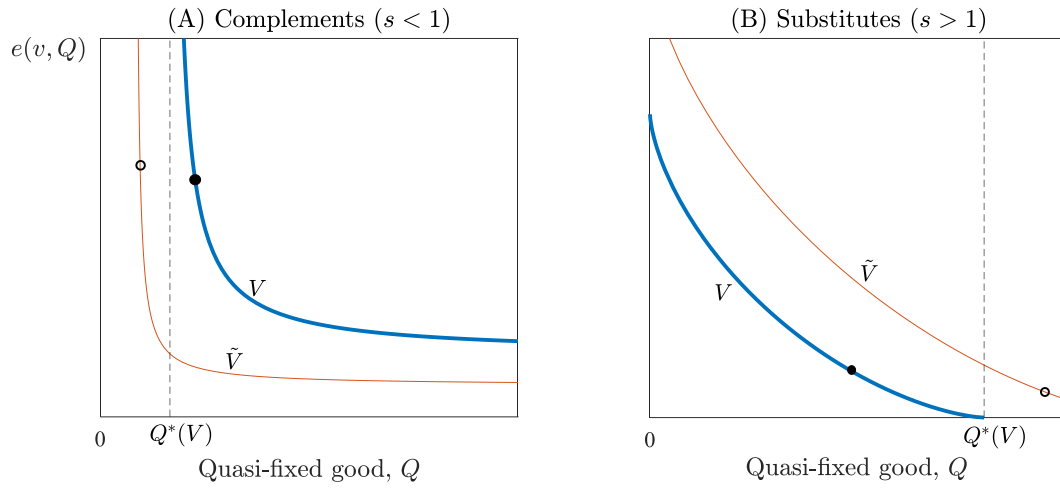 (A) Complements (s < 1)
e(v, Q)
V
Ṽ
0
Q*(V)
Quasi-fixed good, Q
(B) Substitutes (s > 1)
Ṽ
V
0
Q*(V)
Quasi-fixed good, Q